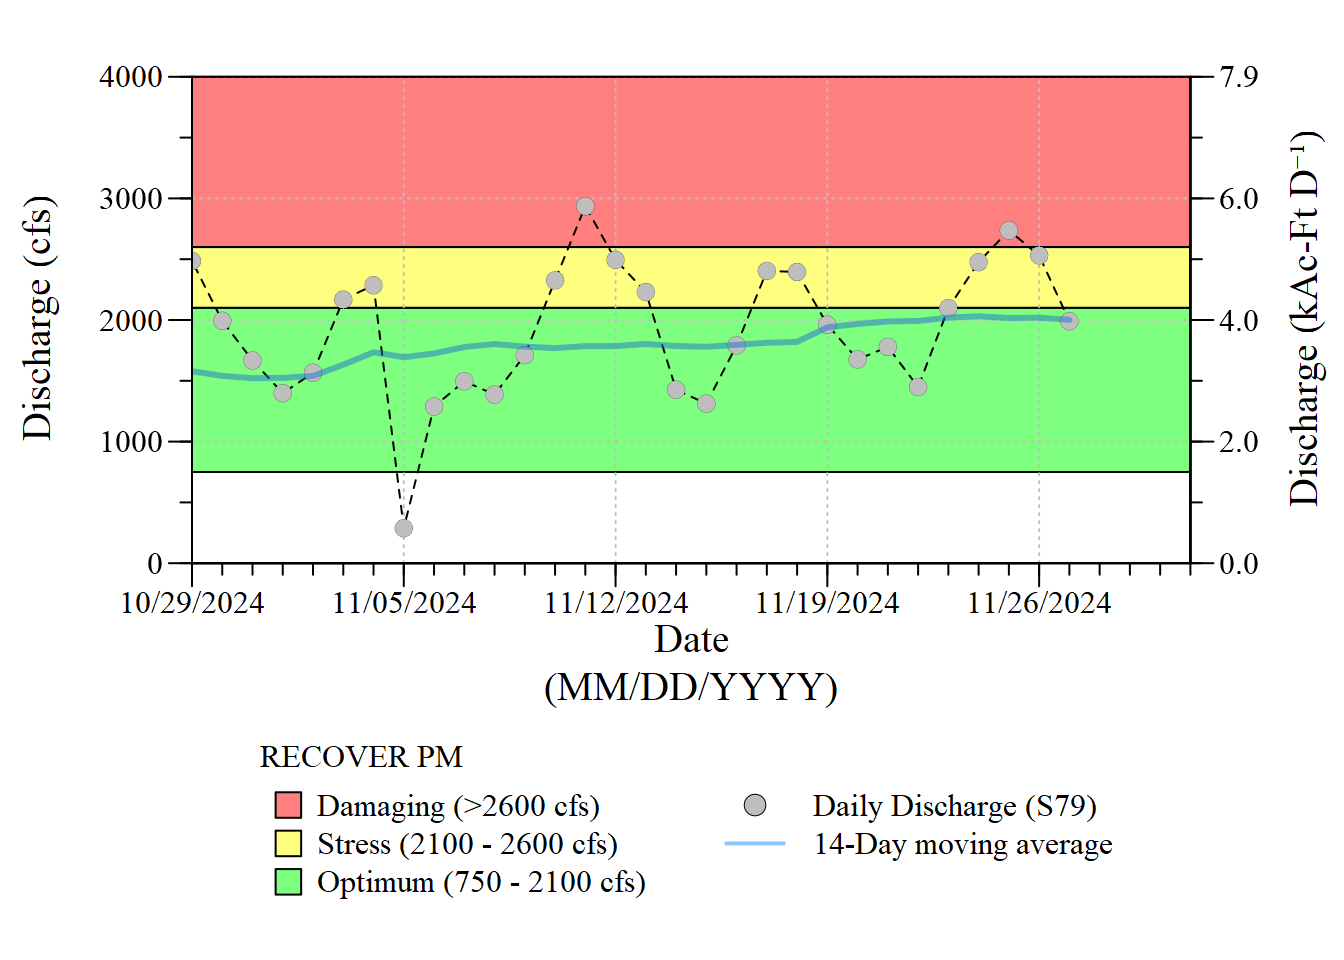 4000
3000
2000
1000
0
Discharge (cfs)
7.9
6.0
4.0
2.0
0.0
Discharge (kAc-Ft D⁻¹)
10/29/2024 11/05/2024 11/12/2024 11/19/2024 11/26/2024
Date
(MM/DD/YYYY)
RECOVER PM
Damaging (>2600 cfs)
Stress (2100 - 2600 cfs)
Optimum (750 - 2100 cfs)
Daily Discharge (S79)
14-Day moving average